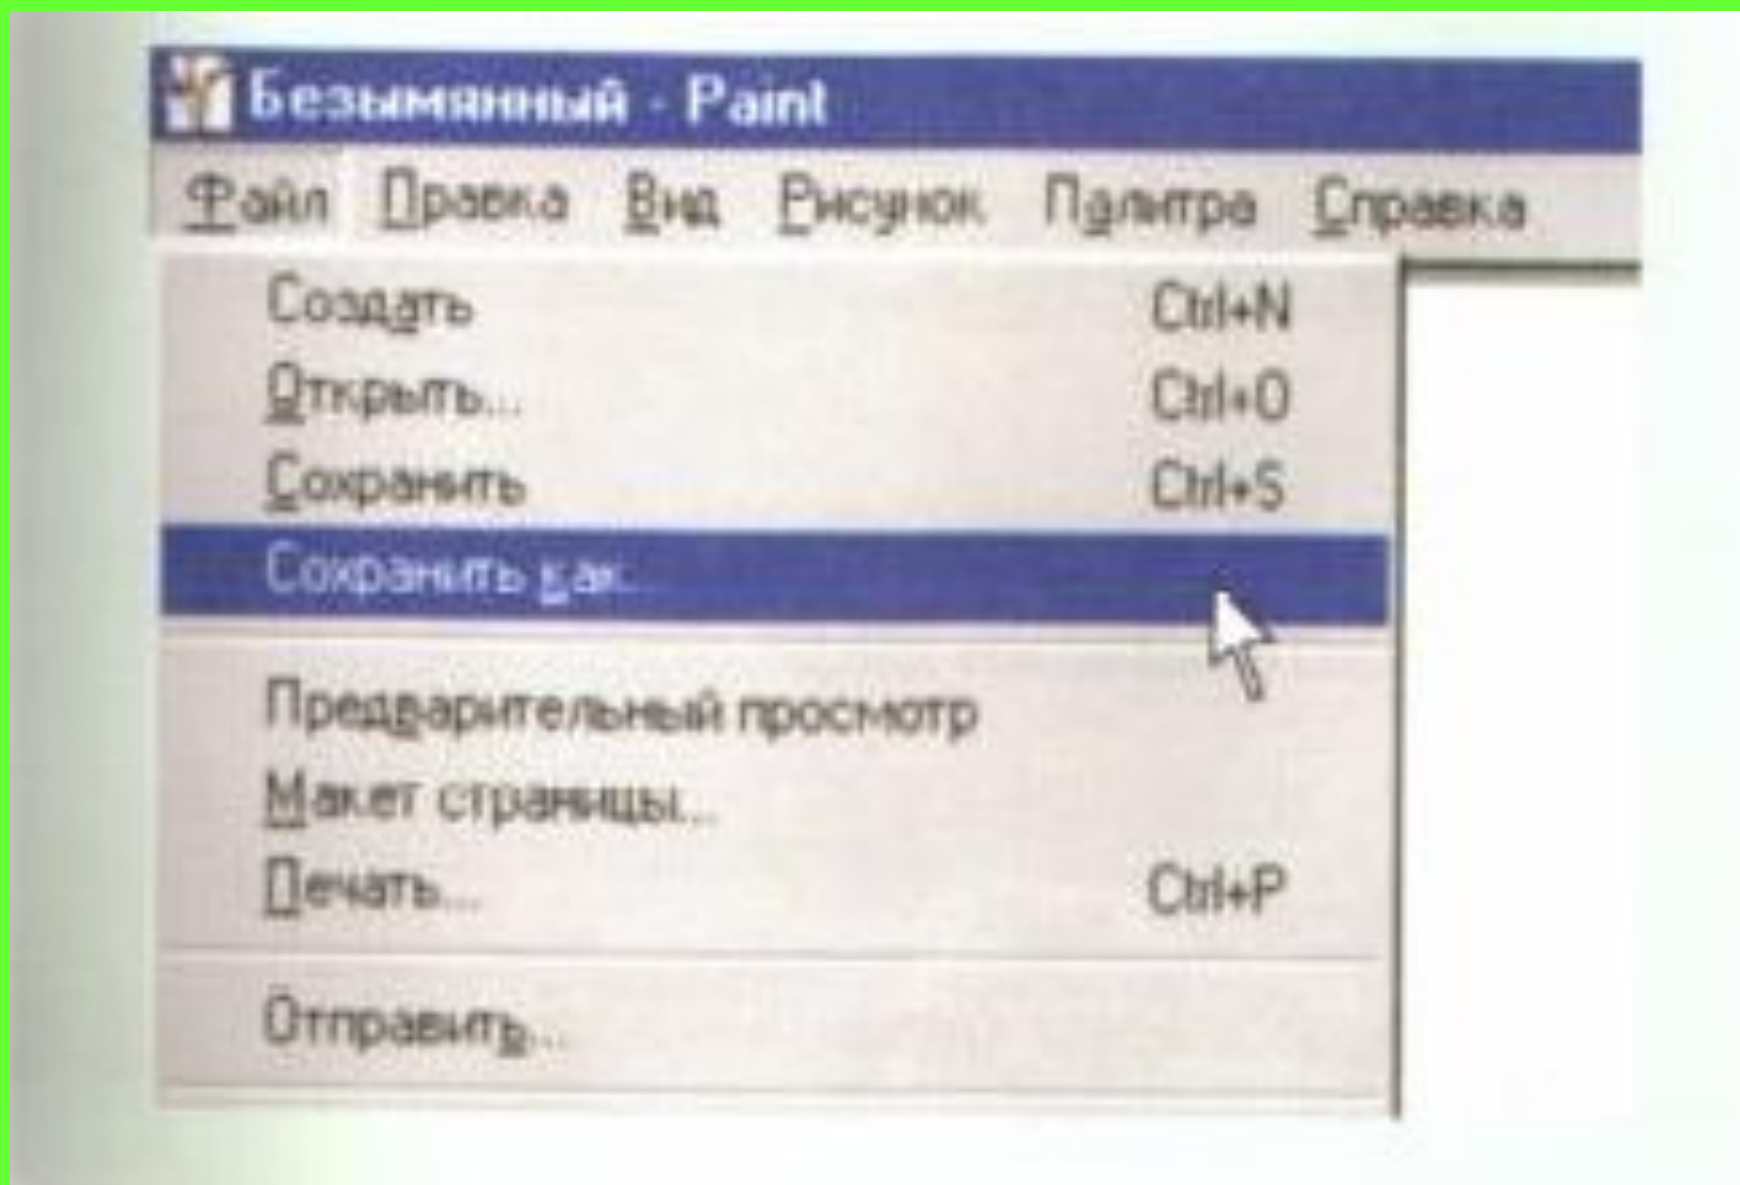 Безымянный - Paint
Файл Правка Вид Рисунок Палитра Справка
Создать Ctrl+N
Открыть... Ctrl+O
Сохранить Ctrl+S
Сохранить как...
Предварительный просмотр
Макет страницы...
Печать... Ctrl+P
Отправить...